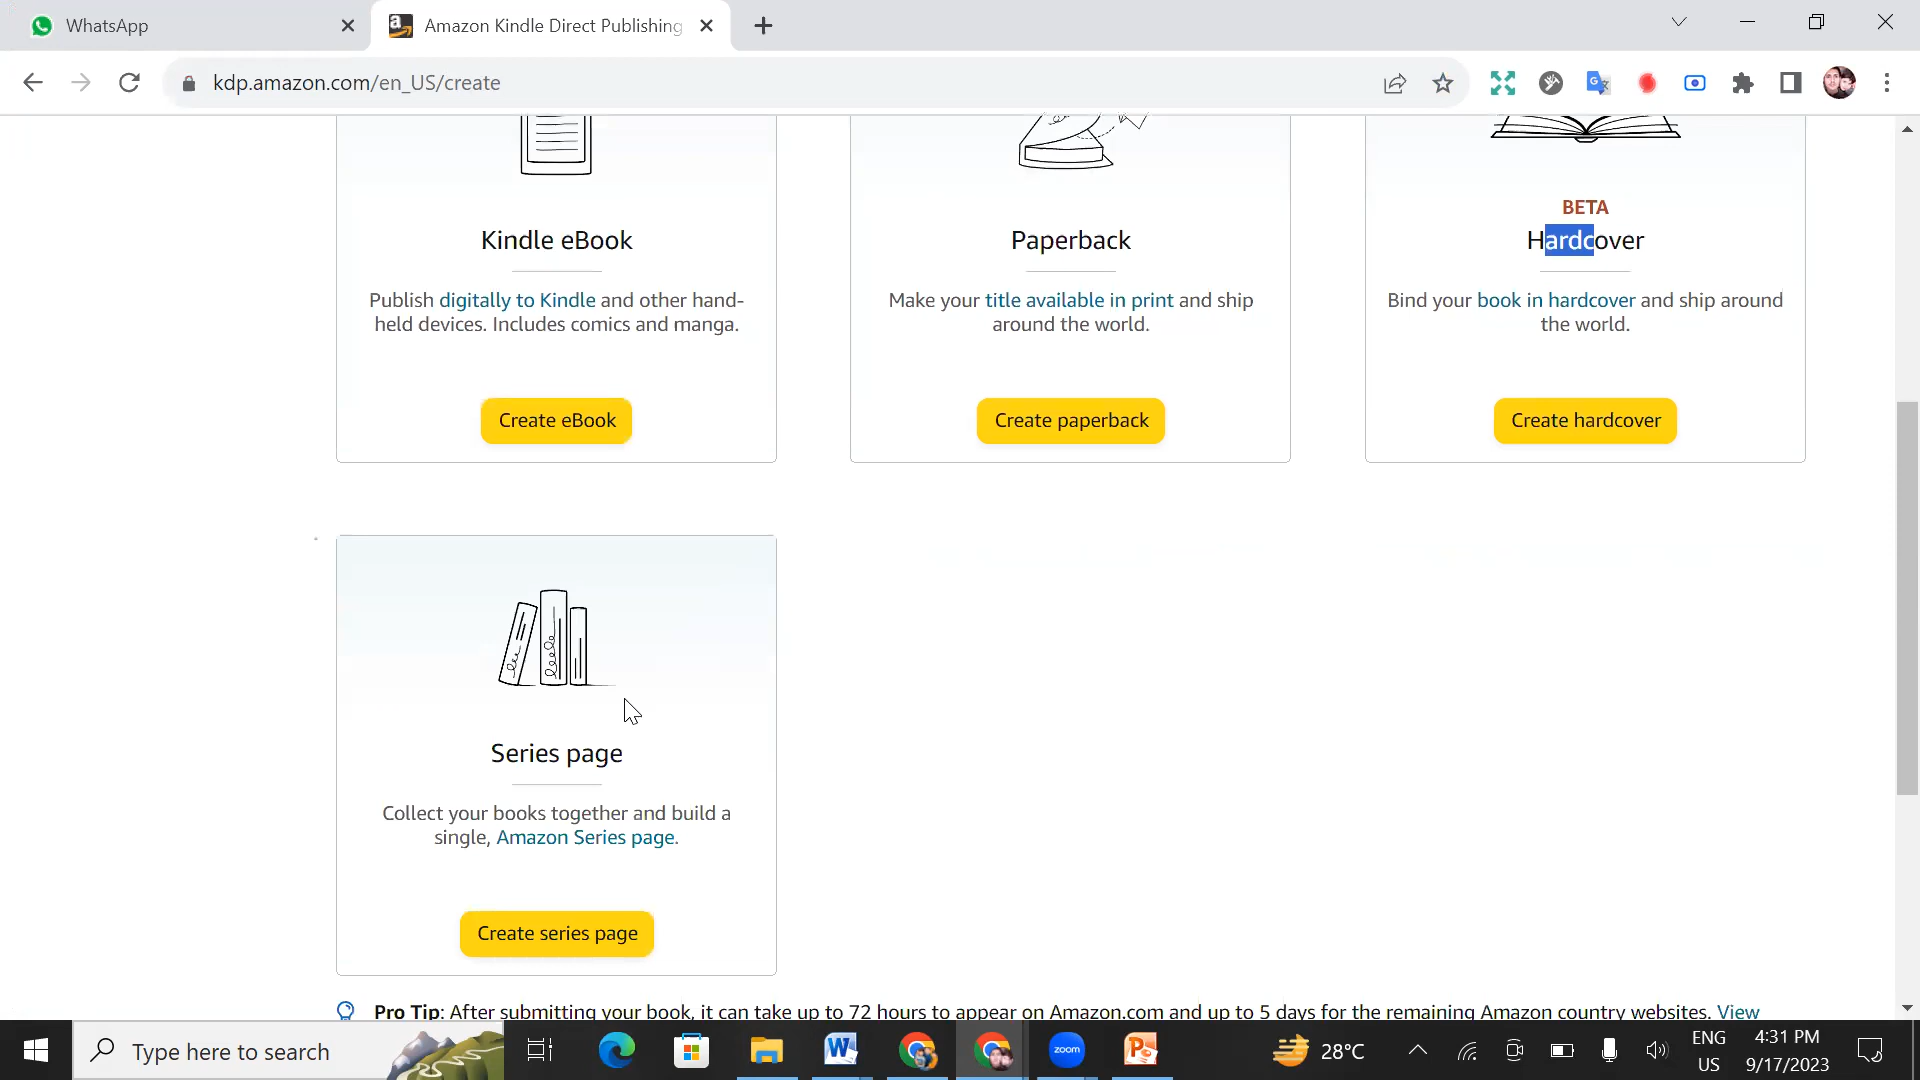 WhatsApp
Amazon Kindle Direct Publishing
kdp.amazon.com/en_US/create
Kindle eBook
Publish digitally to Kindle and other hand-
held devices. Includes comics and manga.
Create eBook
Paperback
Make your title available in print and ship
around the world.
Create paperback
BETA
Hardcover
Bind your book in hardcover and ship around
the world.
Create hardcover
Series page
Collect your books together and build a
single, Amazon Series page.
Create series page
Pro Tip: After submitting your book, it can take up to 72 hours to appear on Amazon.com and up to 5 days for the remaining Amazon country websites. View
Type here to search
zoom
28°C
ENG
US
4:31 PM
9/17/2023